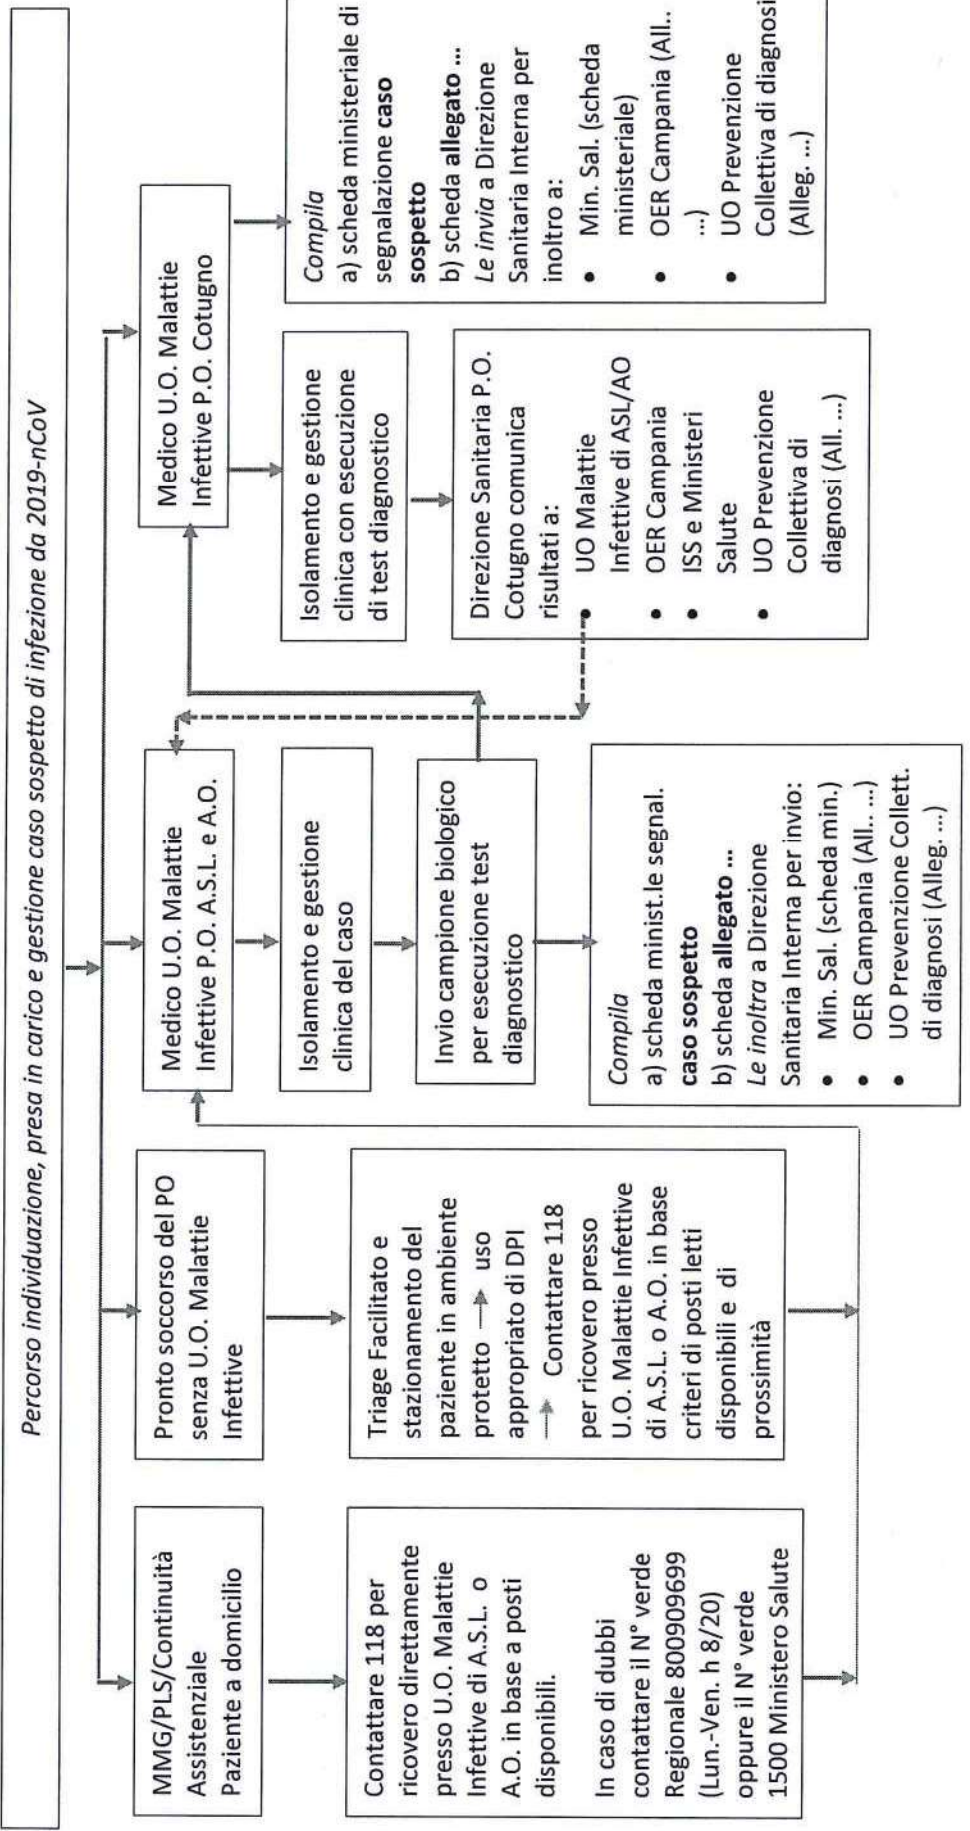 Percorso individuazione, presa in carico e gestione caso sospetto di infezione da 2019-nCoV
MMG/PLS/Continuità
Assistenziale
Paziente a domicilio
Contattare 118 per
ricovero direttamente
presso U.O. Malattie
Infettive di A.S.L. o
A.O. in base a posti
disponibili.
In caso di dubbi
contattare il N° verde
Regionale 800909699
(Lun.-Ven. h 8/20)
oppure il N° verde
1500 Ministero Salute
Pronto soccorso del PO
senza U.O. Malattie
Infettive
Triage Facilitato e
stazionamento del
paziente in ambiente
protetto → uso
appropriato di DPI
→ Contattare 118
per ricovero presso
U.O. Malattie Infettive
di A.S.L. o A.O. in base
criteri di posti letti
disponibili e di
prossimità
Medico U.O. Malattie
Infettive P.O. A.S.L. e A.O.
Isolamento e gestione
clinica del caso
Invio campione biologico
per esecuzione test
diagnostico
Compila
a) scheda minist.le segnal.
caso sospetto
b) scheda allegato ...
Le inoltra a Direzione
Sanitaria Interna per invio:
• Min. Sal. (scheda min.)
• OER Campania (All.. ...)
• UO Prevenzione Collett.
di diagnosi (Alleg. ...)
Medico U.O. Malattie
Infettive P.O. Cotugno
Isolamento e gestione
clinica con esecuzione
di test diagnostico
Direzione Sanitaria P.O.
Cotugno comunica
risultati a:
• UO Malattie
Infettive di ASL/AO
• OER Campania
• ISS e Ministeri
Salute
• UO Prevenzione
Collettiva di
diagnosi (All. ...)
Compila
a) scheda ministeriale di
segnalazione caso
sospetto
b) scheda allegato ...
Le invia a Direzione
Sanitaria Interna per
inoltro a:
• Min. Sal. (scheda
ministeriale)
• OER Campania (All..
...)
• UO Prevenzione
Collettiva di diagnosi
(Alleg. ...)